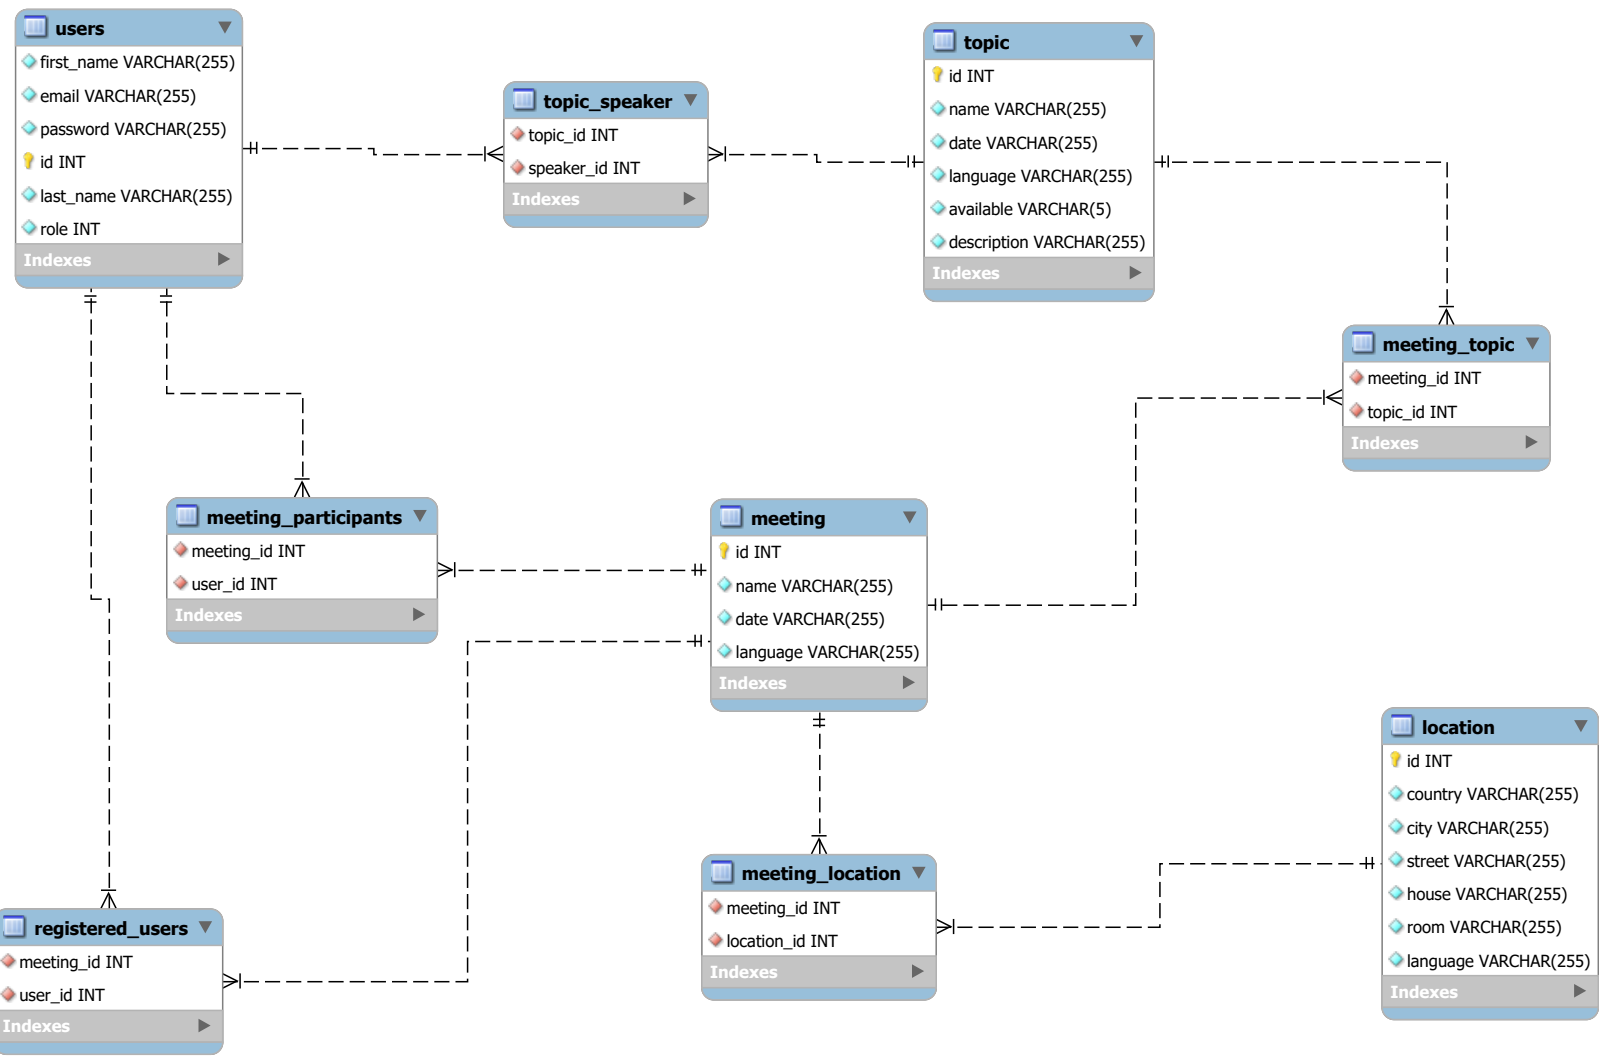 users
first_name VARCHAR(255)
email VARCHAR(255)
password VARCHAR(255)
id INT
last_name VARCHAR(255)
role INT
Indexes
topic_speaker
topic_id INT
speaker_id INT
Indexes
topic
id INT
name VARCHAR(255)
date VARCHAR(255)
language VARCHAR(255)
available VARCHAR(5)
description VARCHAR(255)
Indexes
meeting_topic
meeting_id INT
topic_id INT
Indexes
meeting_participants
meeting_id INT
user_id INT
Indexes
meeting
id INT
name VARCHAR(255)
date VARCHAR(255)
language VARCHAR(255)
Indexes
location
id INT
country VARCHAR(255)
city VARCHAR(255)
street VARCHAR(255)
house VARCHAR(255)
room VARCHAR(255)
language VARCHAR(255)
Indexes
meeting_location
meeting_id INT
location_id INT
Indexes
registered_users
meeting_id INT
user_id INT
Indexes